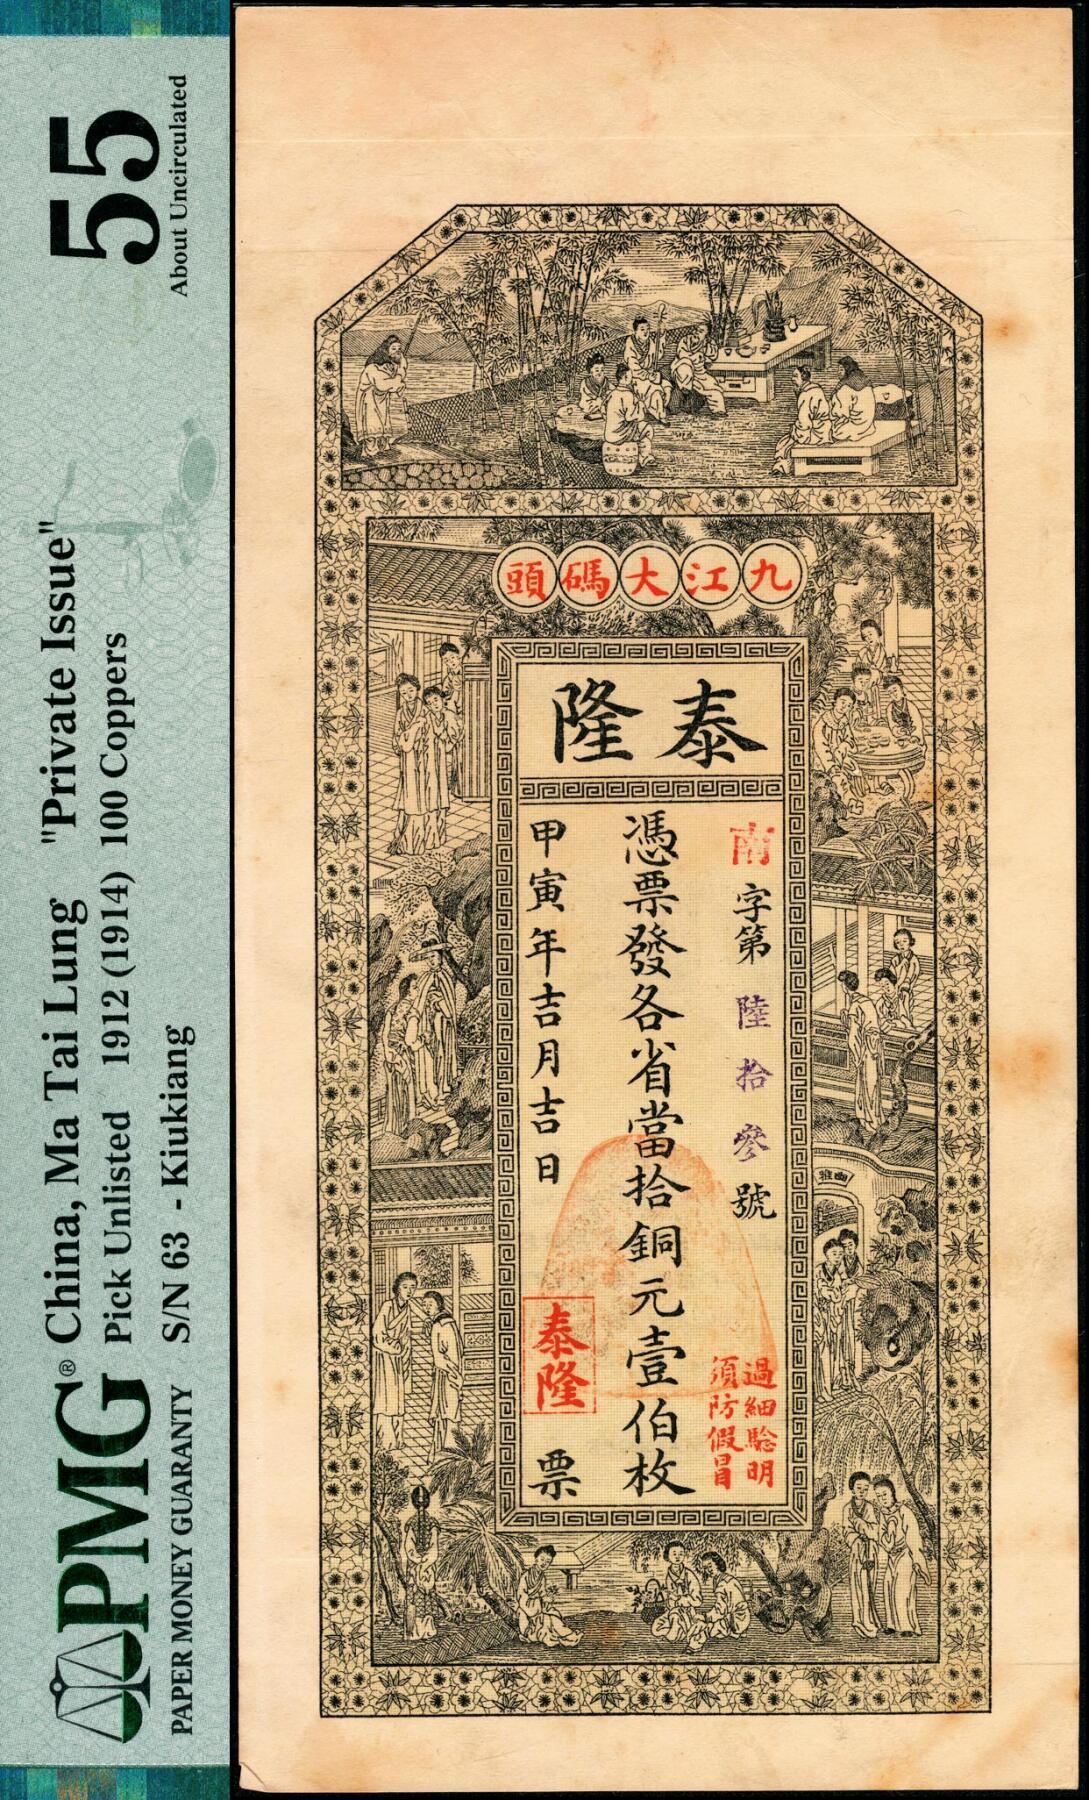 PMG®
PAPER MONEY GUARANTY
China, Ma Tai Lung "Private Issue"
Pick Unlisted 1912 (1914) 100 Coppers
S/N 63 - Kiukiang
55
About Uncirculated
九江大碼頭
泰隆
南字第陸拾參號
憑票發各省當拾銅元壹伯枚
甲寅年吉月吉日
泰隆
票
過細驗明
須防假冒
幽雅